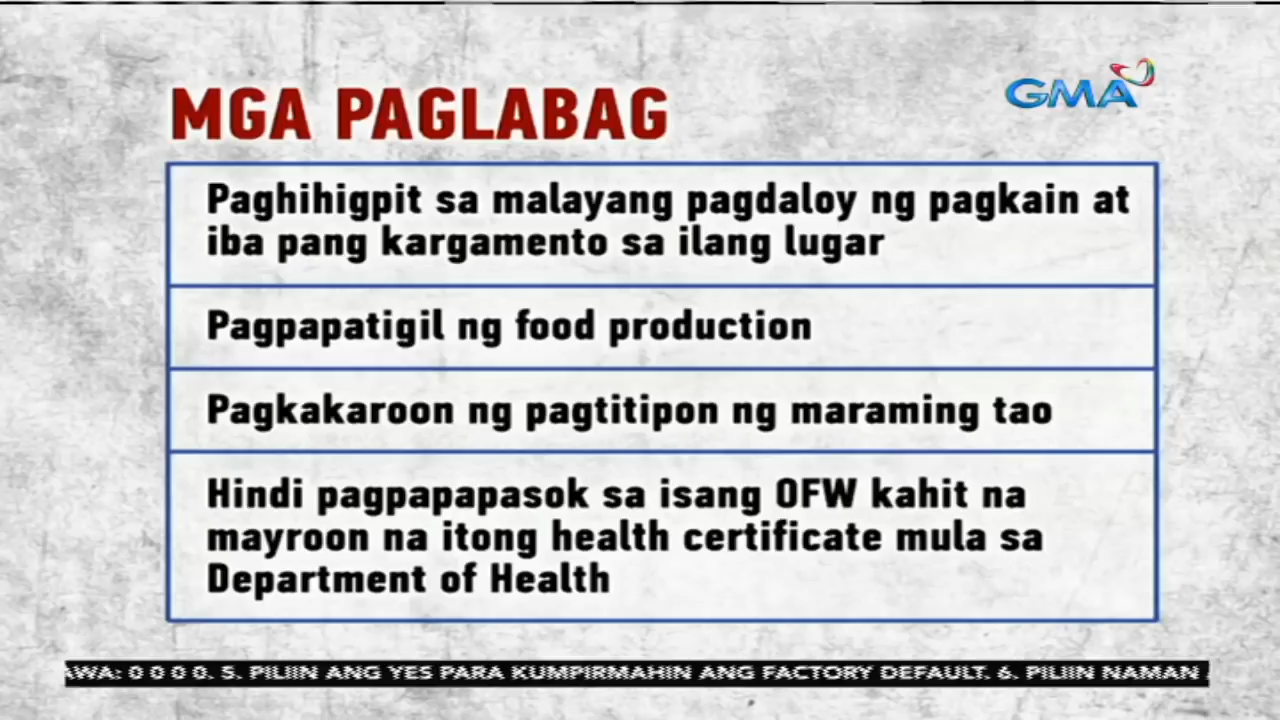 GMA
MGA PAGLABAG
Paghihigpit sa malayang pagdaloy ng pagkain at
iba pang kargamento sa ilang lugar
Pagpapatigil ng food production
Pagkakaroon ng pagtitipon ng maraming tao
Hindi pagpapapasok sa isang OFW kahit na
mayroon na itong health certificate mula sa
Department of Health
0 0 0 0. 5. PILIIN ANG YES PARA KUMPIRMAHIN ANG FACTORY DEFAULT. 6. PILIIN NAMAN